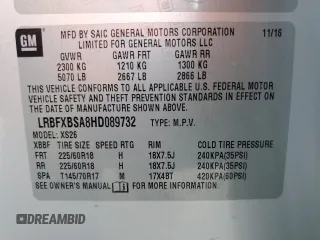 GM
MFD BY SAIC GENERAL MOTORS CORPORATION 11/16
LIMITED FOR GENERAL MOTORS LLC
GVWR GAWR FRT GAWR RR
2300 KG 1210 KG 1300 KG
5070 LB 2667 LB 2866 LB
THIS VEHICLE CONFORMS TO ALL APPLICABLE U.S. FEDERAL MOTOR
VEHICLE SAFETY, BUMPER, AND THEFT PREVENTION STANDARDS IN
EFFECT ON THE DATE OF MANUFACTURE SHOWN ABOVE.
LRBFXBSA8HD089732 TYPE: M.P.V.
MODEL: XS26
XBBF TIRE SIZE SPEED RTG RIM COLD TIRE PRESSURE
FRT 225/60R18 H 18X7.5J 240KPA(35PSI)
RR 225/60R18 H 18X7.5J 240KPA(35PSI)
SPA T145/70R17 M 17X4BT 420KPA(60PSI)
SEE OWNER'S MANUAL FOR ADDITIONAL INFORMATION.
DREAMBID